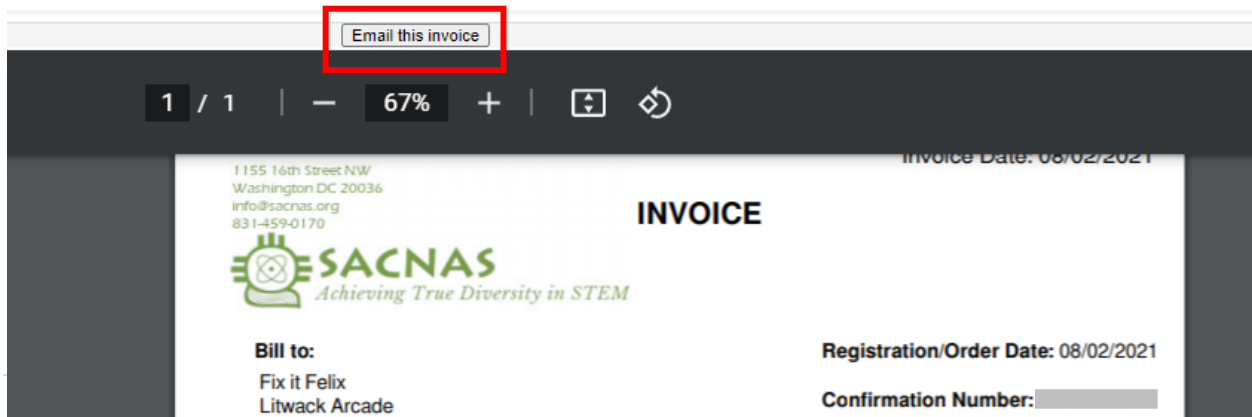 Email this invoice
1 / 1 67%
Invoice Date: 08/02/2021
1155 16th Street NW
Washington DC 20036
info@sacnas.org
831-459-0170
INVOICE
SACNAS
Achieving True Diversity in STEM
Bill to:
Registration/Order Date: 08/02/2021
Fix it Felix
Litwack Arcade
Confirmation Number: